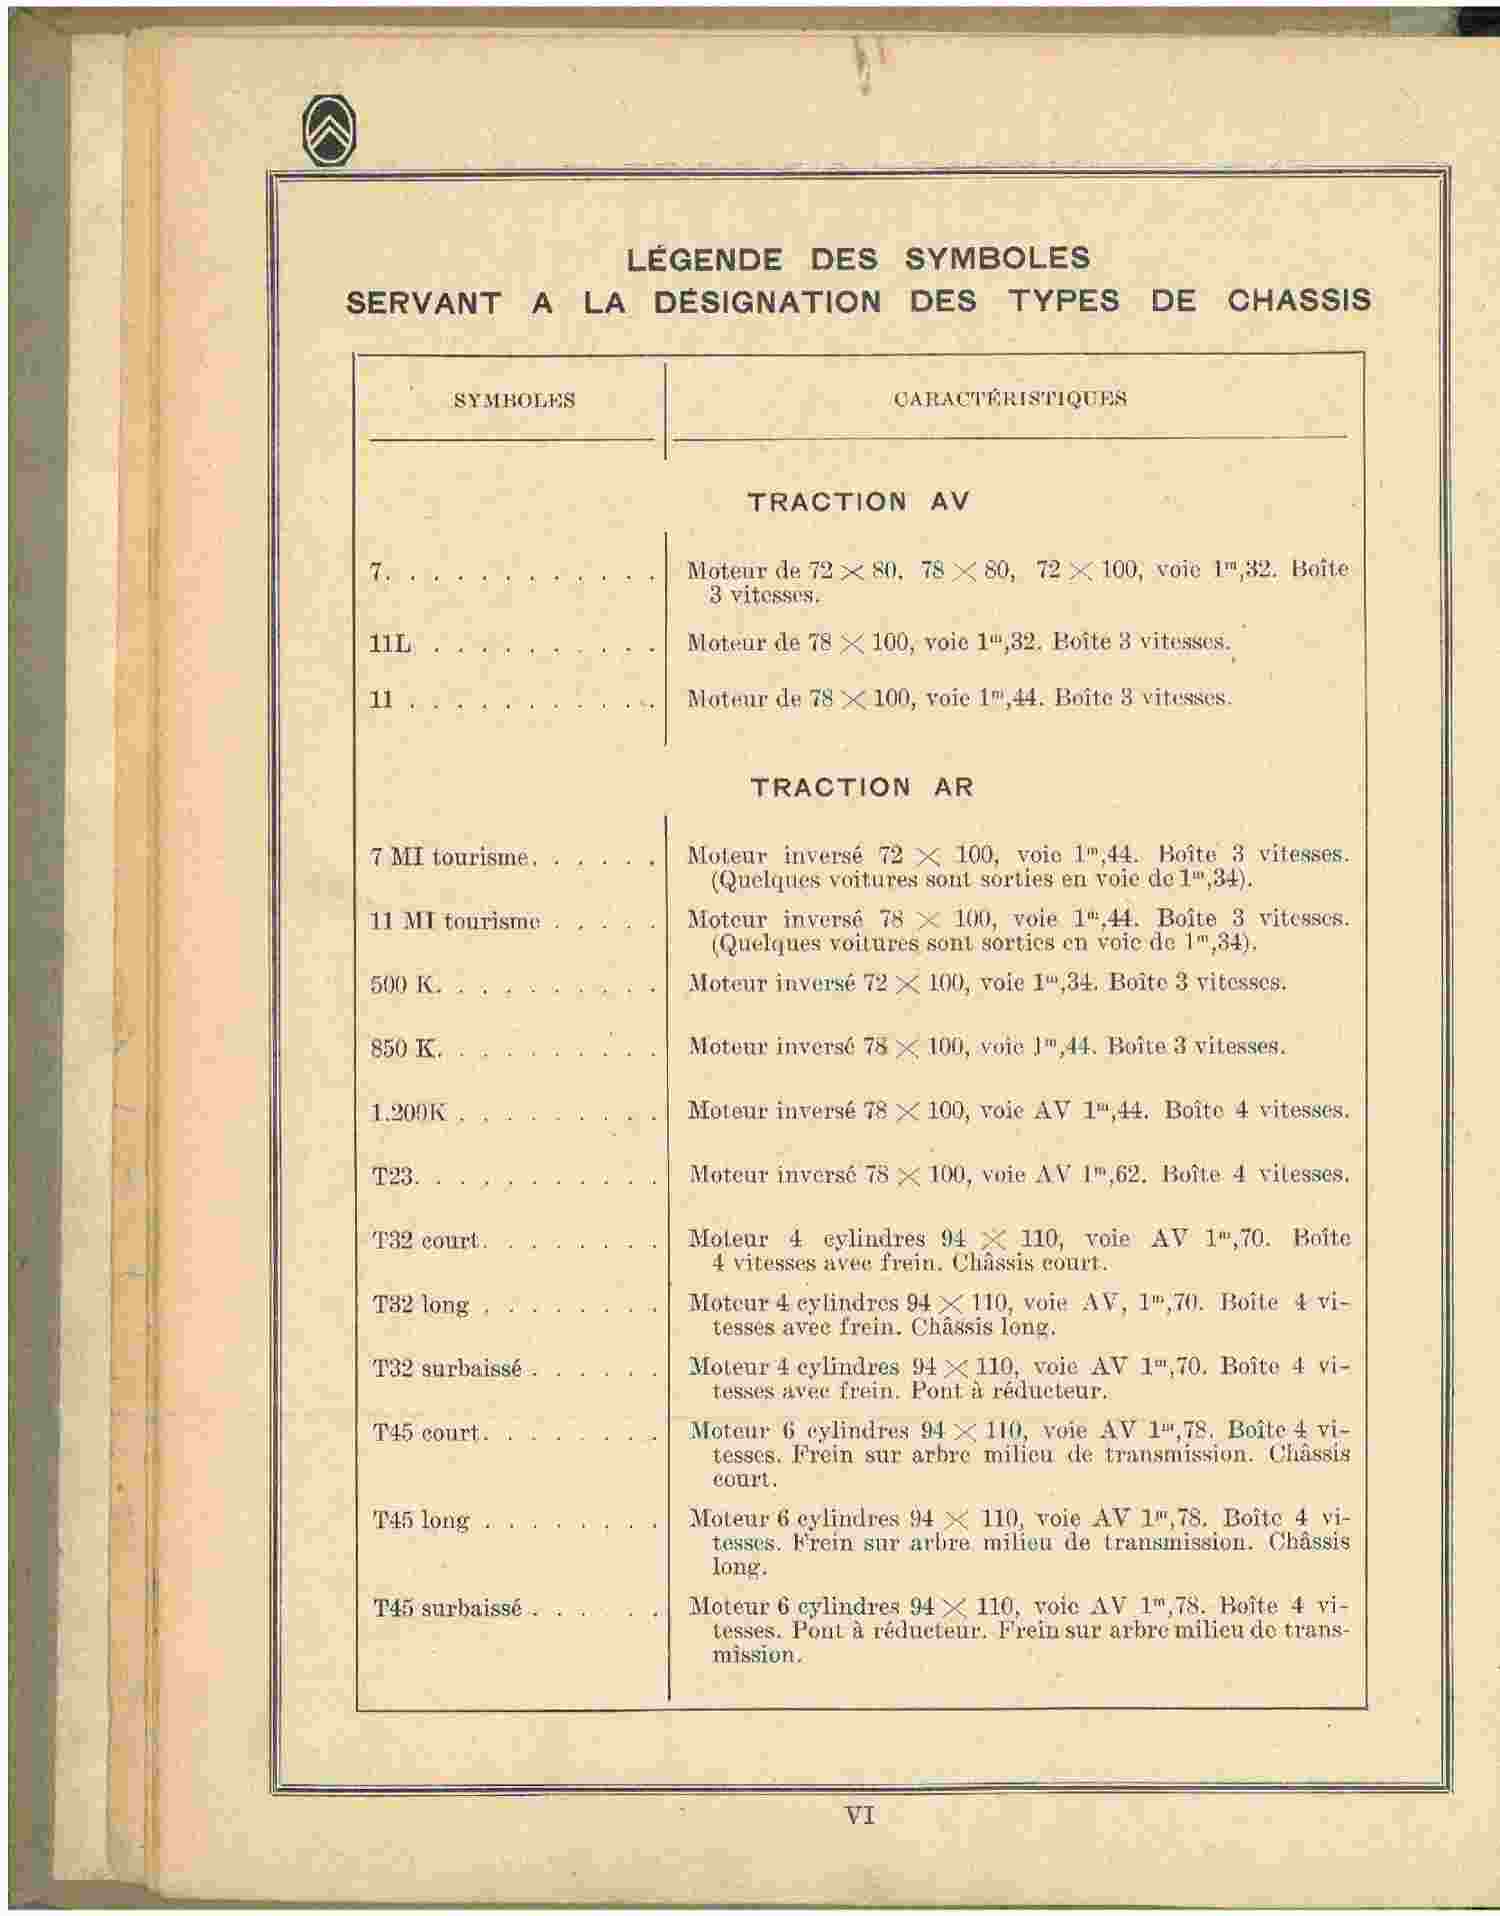 LÉGENDE DES SYMBOLES
SERVANT A LA DÉSIGNATION DES TYPES DE CHASSIS
SYMBOLES
CARACTÉRISTIQUES
TRACTION AV
7. . . . . . . . . . . . Moteur de 72 × 80, 78 × 80, 72 × 100, voie 1ᵐ,32. Boîte
3 vitesses.
11L . . . . . . . . . . Moteur de 78 × 100, voie 1ᵐ,32. Boîte 3 vitesses.
11 . . . . . . . . . . . Moteur de 78 × 100, voie 1ᵐ,44. Boîte 3 vitesses.
TRACTION AR
7 MI tourisme. . . . . . Moteur inversé 72 × 100, voie 1ᵐ,44. Boîte 3 vitesses.
(Quelques voitures sont sorties en voie de 1ᵐ,34).
11 MI tourisme . . . . . Moteur inversé 78 × 100, voie 1ᵐ,44. Boîte 3 vitesses.
(Quelques voitures sont sorties en voie de 1ᵐ,34).
500 K. . . . . . . . . . Moteur inversé 72 × 100, voie 1ᵐ,34. Boîte 3 vitesses.
850 K. . . . . . . . . . Moteur inversé 78 × 100, voie 1ᵐ,44. Boîte 3 vitesses.
1.200K . . . . . . . . . Moteur inversé 78 × 100, voie AV 1ᵐ,44. Boîte 4 vitesses.
T23. . . . . . . . . . . Moteur inversé 78 × 100, voie AV 1ᵐ,62. Boîte 4 vitesses.
T32 court. . . . . . . . Moteur 4 cylindres 94 × 110, voie AV 1ᵐ,70. Boîte
4 vitesses avec frein. Châssis court.
T32 long . . . . . . . . Moteur 4 cylindres 94 × 110, voie AV, 1ᵐ,70. Boîte 4 vi-
tesses avec frein. Châssis long.
T32 surbaissé . . . . . . Moteur 4 cylindres 94 × 110, voie AV 1ᵐ,70. Boîte 4 vi-
tesses avec frein. Pont à réducteur.
T45 court. . . . . . . . Moteur 6 cylindres 94 × 110, voie AV 1ᵐ,78. Boîte 4 vi-
tesses. Frein sur arbre milieu de transmission. Châssis
court.
T45 long . . . . . . . . Moteur 6 cylindres 94 × 110, voie AV 1ᵐ,78. Boîte 4 vi-
tesses. Frein sur arbre milieu de transmission. Châssis
long.
T45 surbaissé . . . . . . Moteur 6 cylindres 94 × 110, voie AV 1ᵐ,78. Boîte 4 vi-
tesses. Pont à réducteur. Frein sur arbre milieu de trans-
mission.
VI